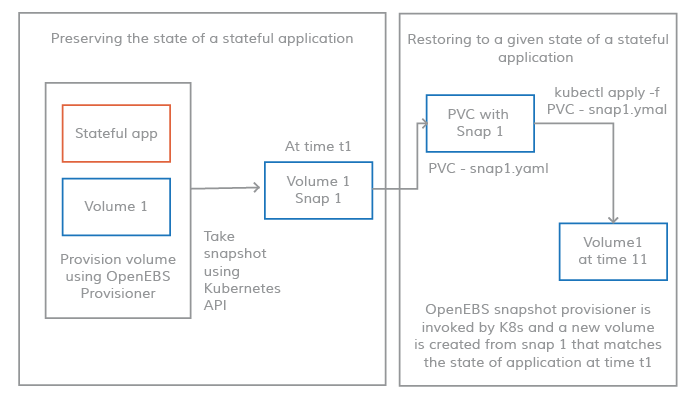 Preserving the state of a stateful application
Stateful app
Volume 1
Provision volume
using OpenEBS
Provisioner
Take
snapshot
using
Kubernetes
API
At time t1
Volume 1
Snap 1
Restoring to a given state of a stateful
application
PVC with
Snap 1
PVC - snap1.yaml
kubectl apply -f
PVC - snap1.ymal
Volume1
at time 11
OpenEBS snapshot provisioner is
invoked by K8s and a new volume
is created from snap 1 that matches
the state of application at time t1